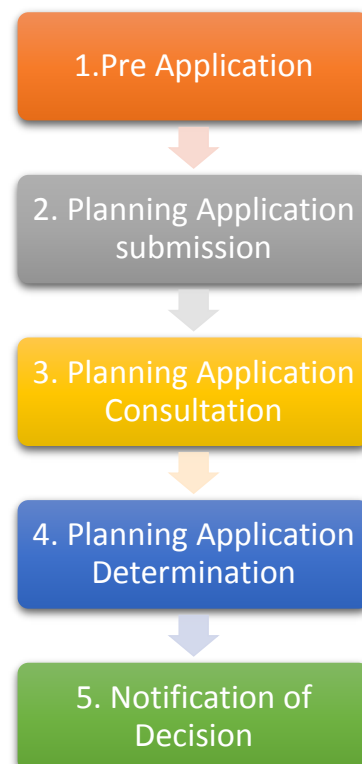 1.Pre Application
2. Planning Application
submission
3. Planning Application
Consultation
4. Planning Application
Determination
5. Notification of
Decision